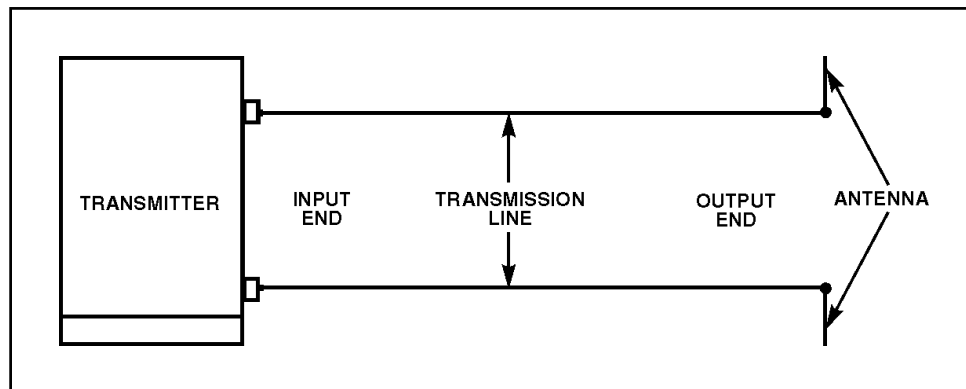 TRANSMITTER
INPUT
END
TRANSMISSION
LINE
OUTPUT
END
ANTENNA